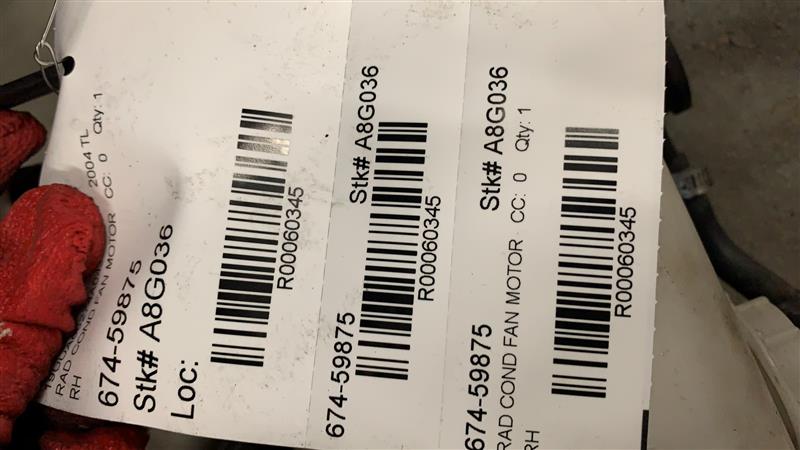 2004 TL
RAD COND FAN MOTOR CC: 0 Qty: 1
RH
674-59875
Stk# A8G036
Loc:
R00060345
674-59875 Stk# A8G036
R00060345
674-59875 Stk# A8G036
RAD COND FAN MOTOR CC: 0 Qty: 1
RH
R00060345